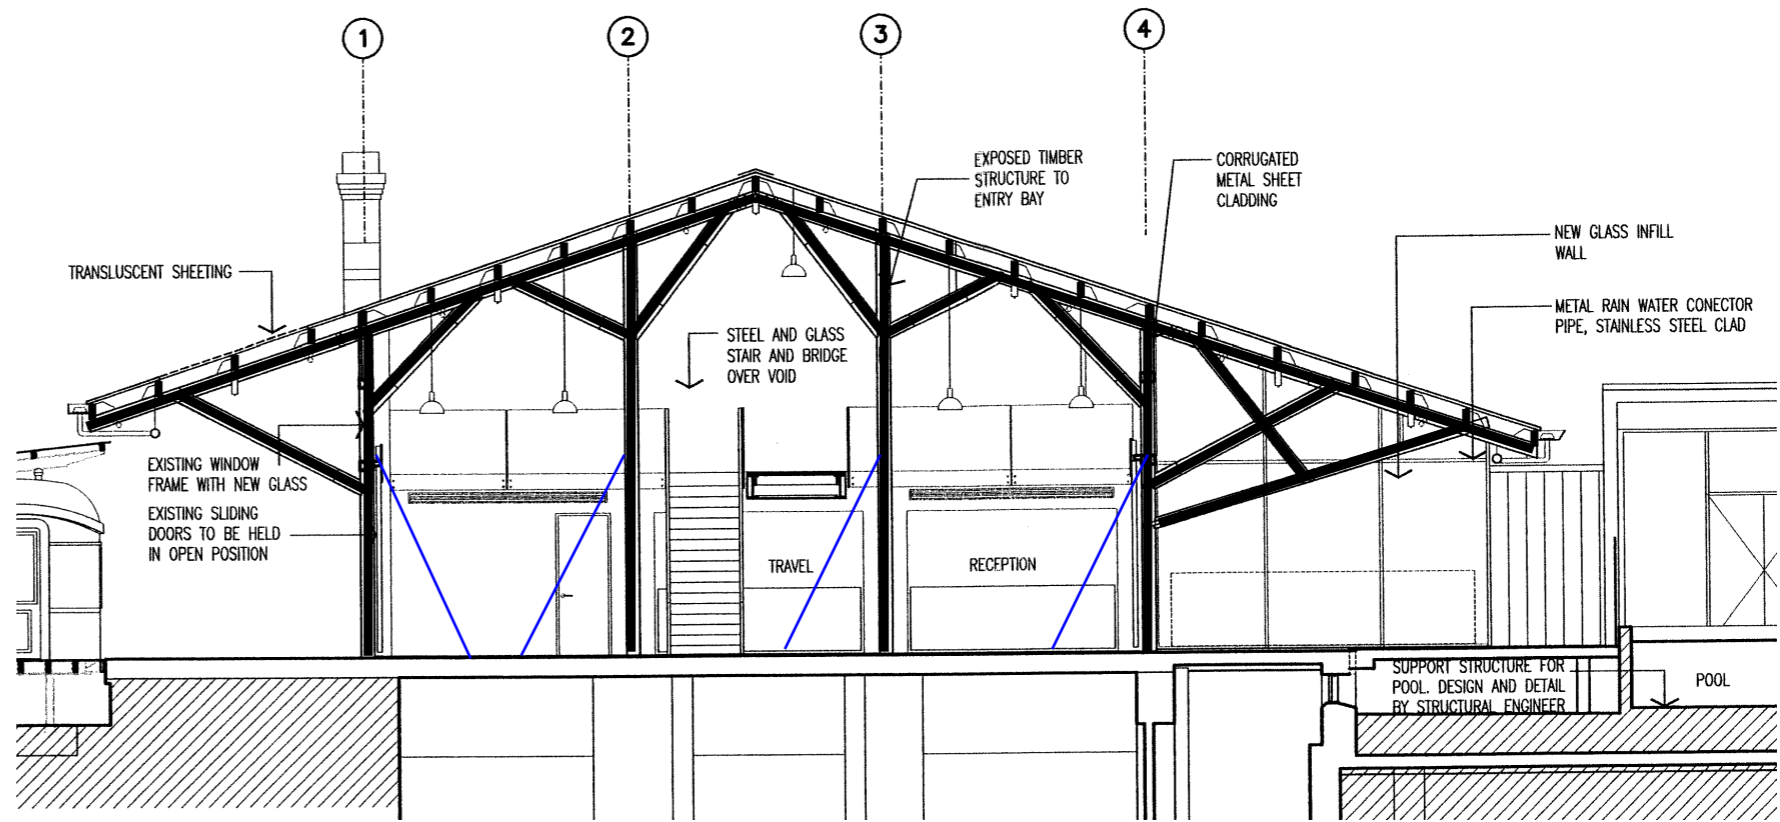 1
2
3
4
EXPOSED TIMBER
STRUCTURE TO
ENTRY BAY
CORRUGATED
METAL SHEET
CLADDING
NEW GLASS INFILL
WALL
TRANSLUSCENT SHEETING
METAL RAIN WATER CONECTOR
PIPE, STAINLESS STEEL CLAD
STEEL AND GLASS
STAIR AND BRIDGE
OVER VOID
EXISTING WINDOW
FRAME WITH NEW GLASS
EXISTING SLIDING
DOORS TO BE HELD
IN OPEN POSITION
TRAVEL
RECEPTION
SUPPORT STRUCTURE FOR
POOL. DESIGN AND DETAIL
BY STRUCTURAL ENGINEER
POOL